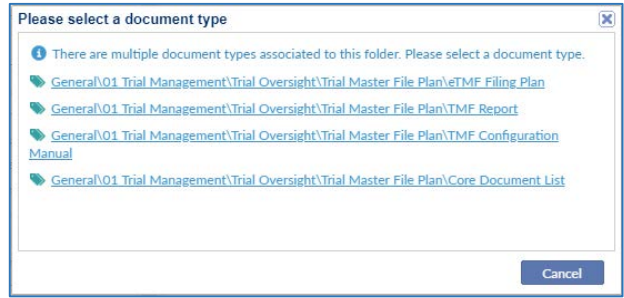 Please select a document type
There are multiple document types associated to this folder. Please select a document type.
General\01 Trial Management\Trial Oversight\Trial Master File Plan\eTMF Filing Plan
General\01 Trial Management\Trial Oversight\Trial Master File Plan\TMF Report
General\01 Trial Management\Trial Oversight\Trial Master File Plan\TMF Configuration
Manual
General\01 Trial Management\Trial Oversight\Trial Master File Plan\Core Document List
Cancel